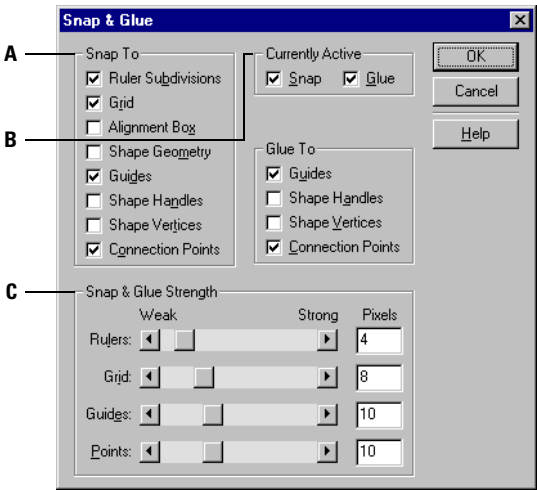 Snap & Glue
A
Snap To
Ruler Subdivisions
Grid
Alignment Box
Shape Geometry
Guides
Shape Handles
Shape Vertices
Connection Points
B
Currently Active
Snap Glue
Glue To
Guides
Shape Handles
Shape Vertices
Connection Points
OK
Cancel
Help
C
Snap & Glue Strength
Weak Strong Pixels
Rulers: 4
Grid: 8
Guides: 10
Points: 10